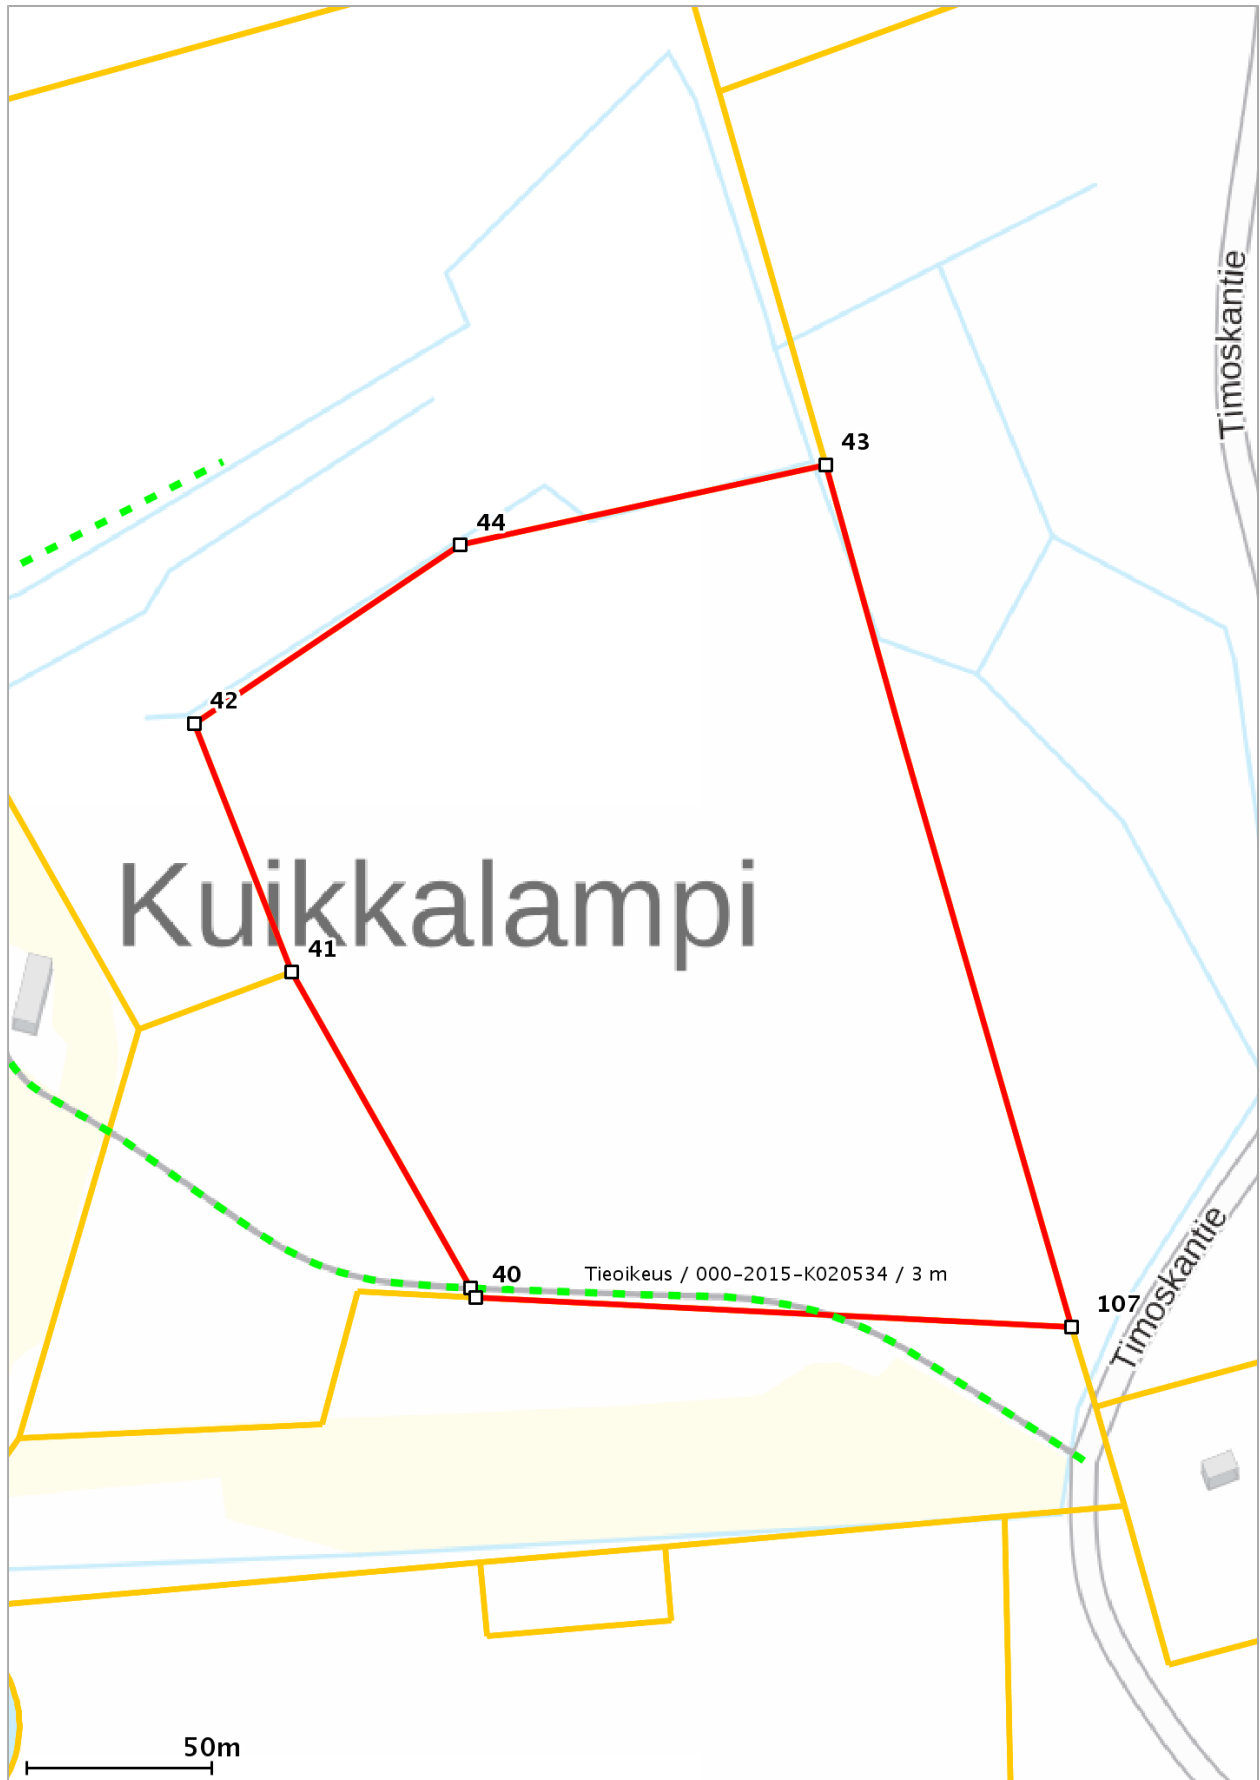 Timoskantie
43
44
42
Kuikkalampi
41
Timoskantie
40
Tieoikeus / 000-2015-K020534 / 3 m
107
50m